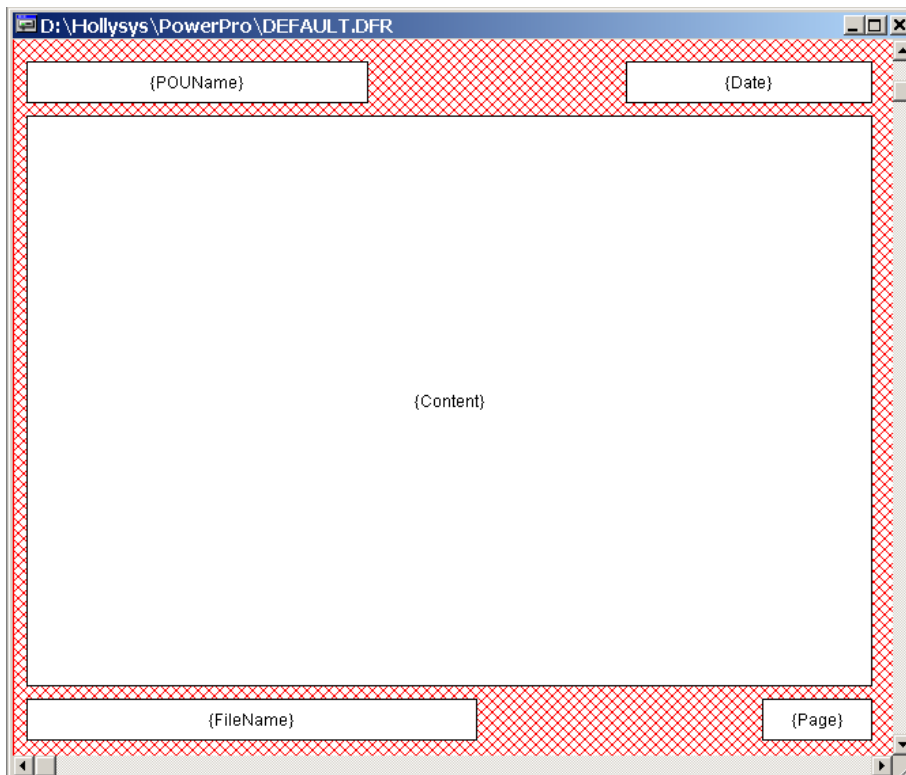 D:\Hollysys\PowerPro\DEFAULT.DFR
{POUName}
{Date}
{Content}
{FileName}
{Page}